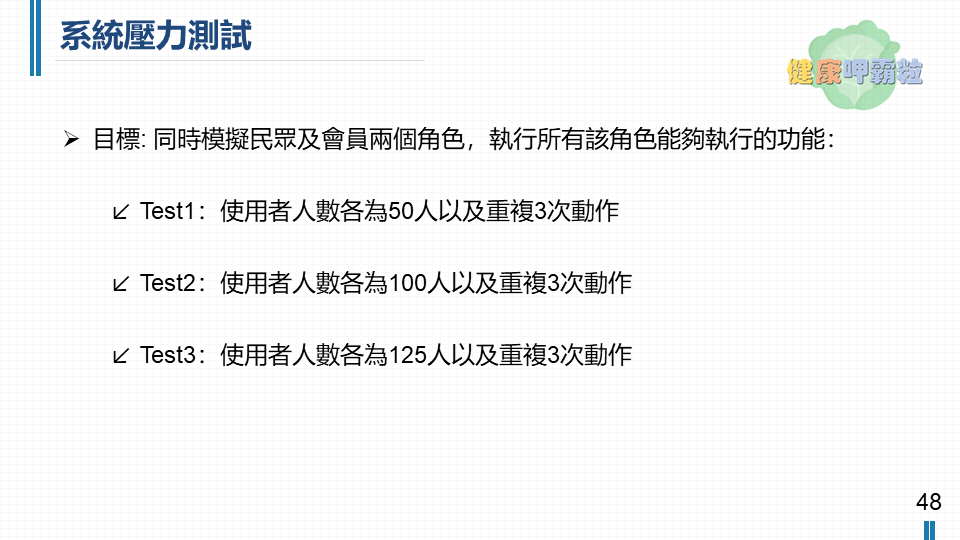 系統壓力測試
健康呷霸粒
目標: 同時模擬民眾及會員兩個角色，執行所有該角色能夠執行的功能：
Test1：使用者人數各為50人以及重複3次動作
Test2：使用者人數各為100人以及重複3次動作
Test3：使用者人數各為125人以及重複3次動作
48